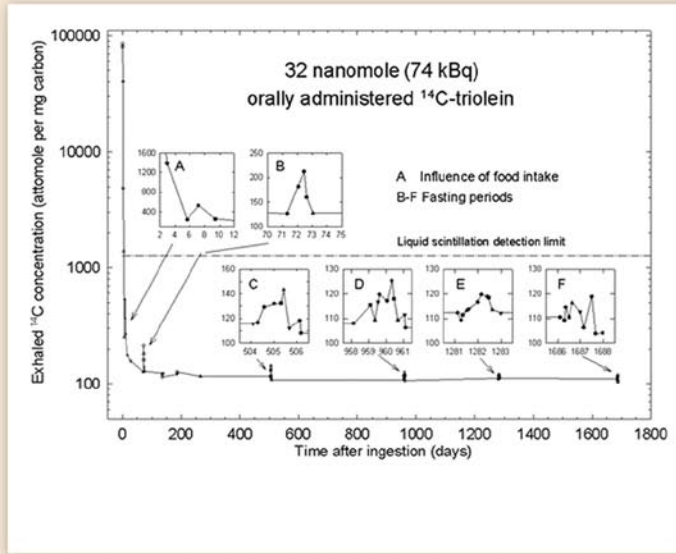 32 nanomole (74 kBq)
orally administered ¹⁴C-triolein
A Influence of food intake
B-F Fasting periods
Liquid scintillation detection limit
Exhaled ¹⁴C concentration (attomole per mg carbon)
100000
10000
1000
100
A
1600
1200
800
400
2 4 6 8 10 12
B
250
200
150
100
70 71 72 73 74 75
C
160
140
120
100
504 505 506
D
130
120
110
100
958 959 960 961
E
130
120
110
100
1281 1282 1283
F
130
120
110
100
1686 1687 1688
0 200 400 600 800 1000 1200 1400 1600 1800
Time after ingestion (days)